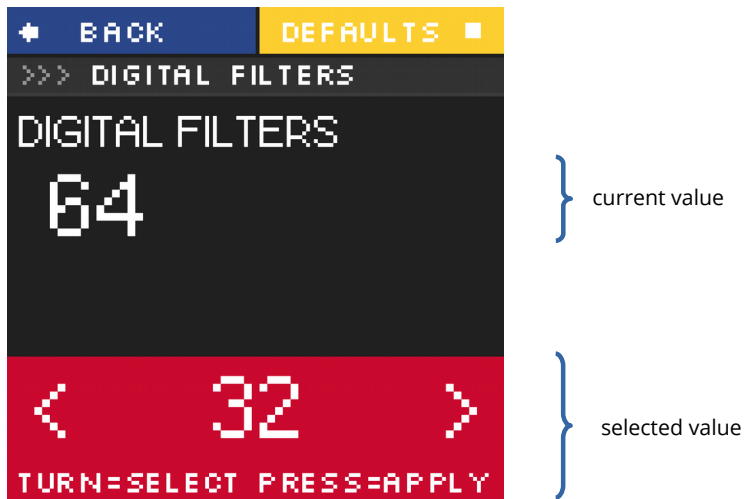 BACK DEFAULTS
>>> DIGITAL FILTERS
DIGITAL FILTERS
64
current value
< 32 >
selected value
TURN=SELECT PRESS=APPLY